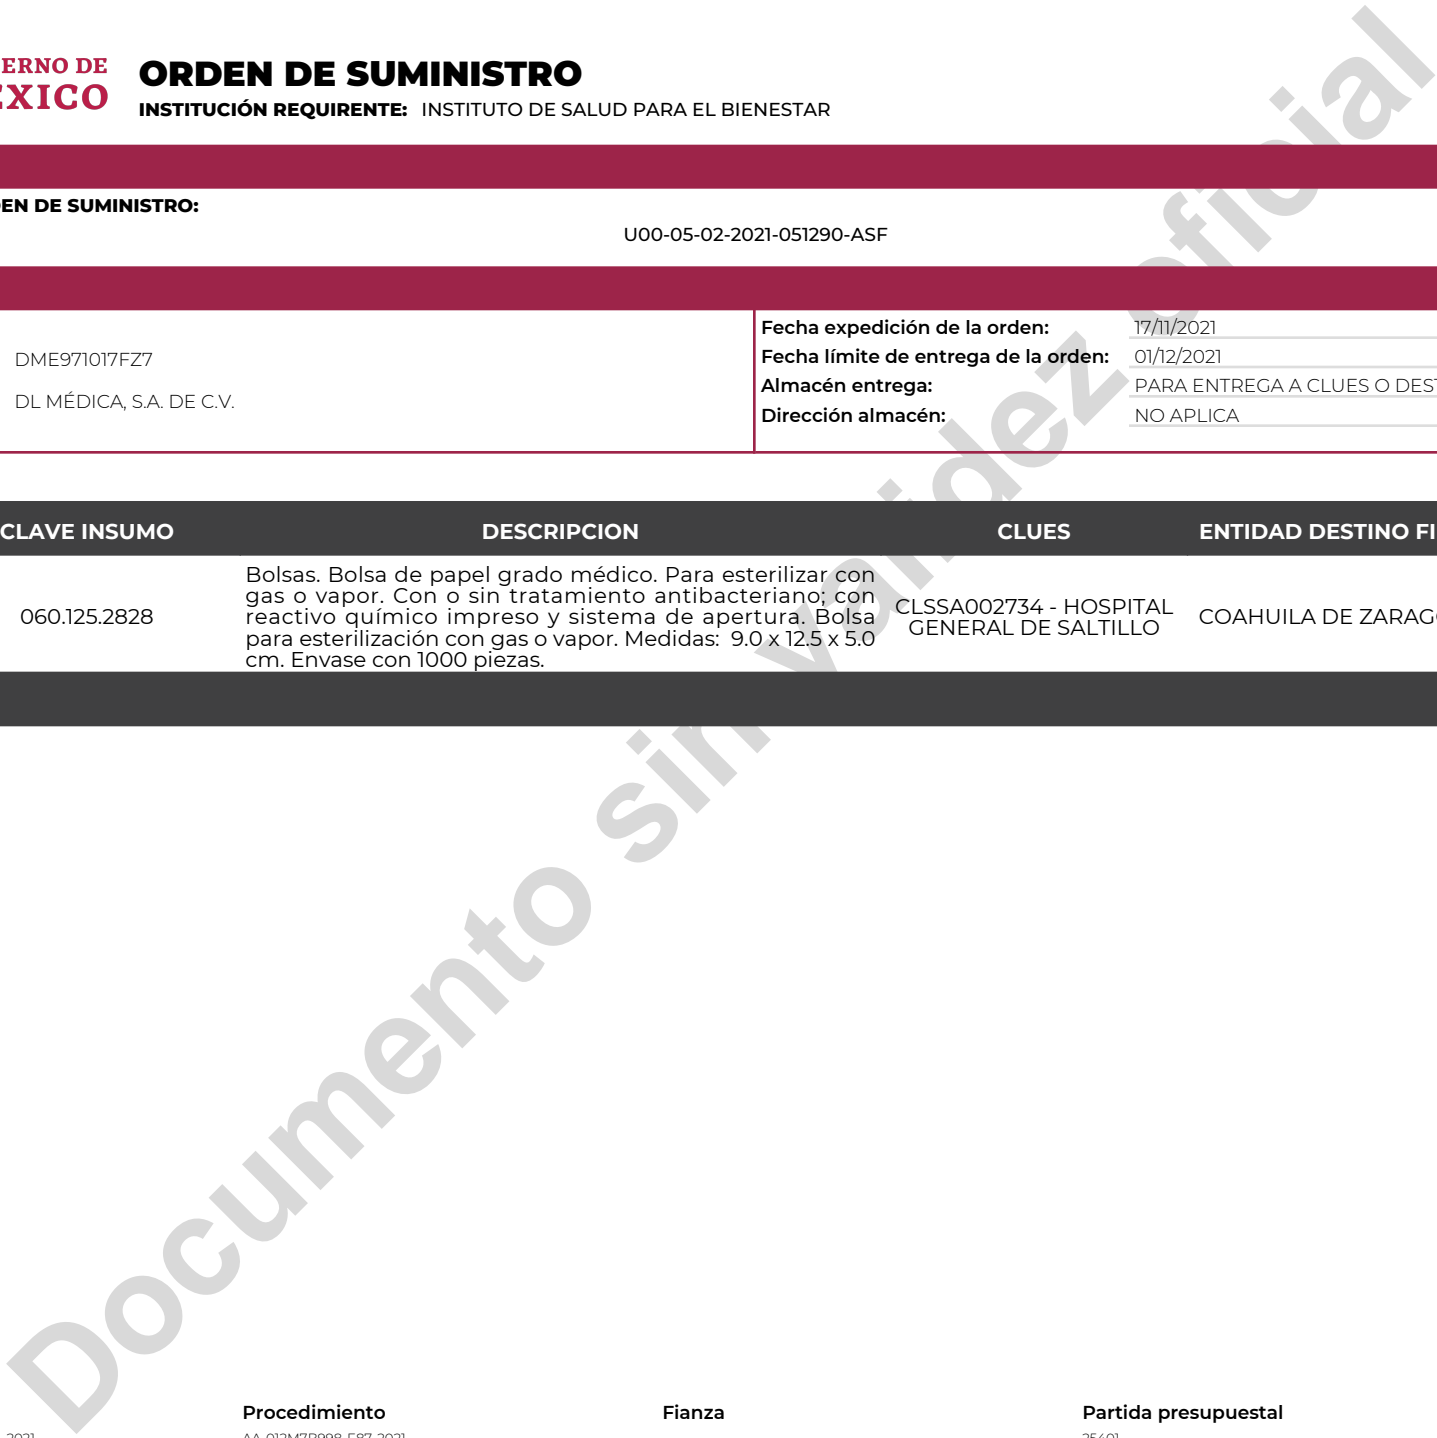 ERNO DE
EXICO
ORDEN DE SUMINISTRO
INSTITUCIÓN REQUIRENTE: INSTITUTO DE SALUD PARA EL BIENESTAR
EN DE SUMINISTRO:
U00-05-02-2021-051290-ASF
DME971017FZ7
DL MÉDICA, S.A. DE C.V.
Fecha expedición de la orden: 17/11/2021
Fecha límite de entrega de la orden: 01/12/2021
Almacén entrega: PARA ENTREGA A CLUES O DEST
Dirección almacén: NO APLICA
CLAVE INSUMO DESCRIPCION CLUES ENTIDAD DESTINO FI
060.125.2828
Bolsas. Bolsa de papel grado médico. Para esterilizar con
gas o vapor. Con o sin tratamiento antibacteriano; con
reactivo químico impreso y sistema de apertura. Bolsa
para esterilización con gas o vapor. Medidas: 9.0 x 12.5 x 5.0
cm. Envase con 1000 piezas.
CLSSA002734 - HOSPITAL
GENERAL DE SALTILLO
COAHUILA DE ZARAG
Documento sin validez oficial
Procedimiento Fianza Partida presupuestal